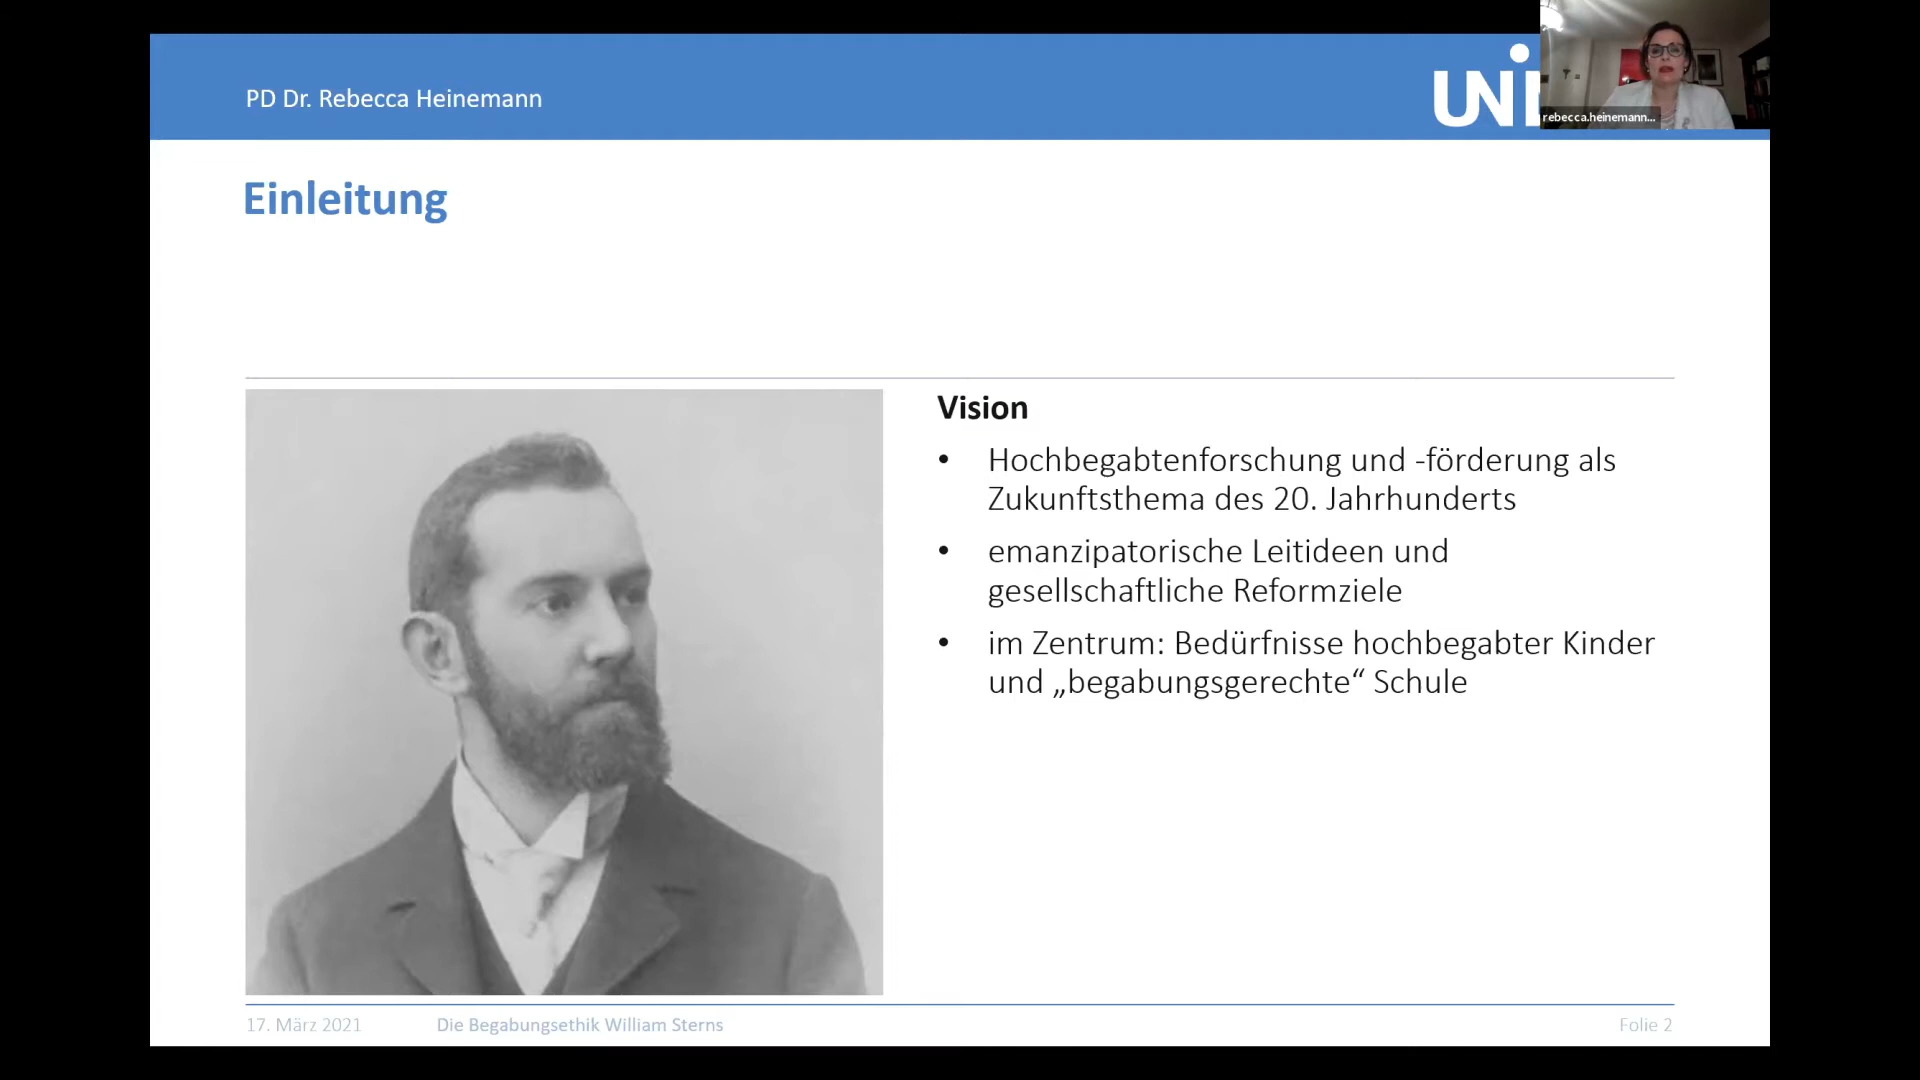 PD Dr. Rebecca Heinemann
UNI
rebecca.heinemann...
Einleitung
Vision
• Hochbegabtenforschung und -förderung als
Zukunftsthema des 20. Jahrhunderts
• emanzipatorische Leitideen und
gesellschaftliche Reformziele
• im Zentrum: Bedürfnisse hochbegabter Kinder
und „begabungsgerechte“ Schule
17. März 2021
Die Begabungsethik William Sterns
Folie 2